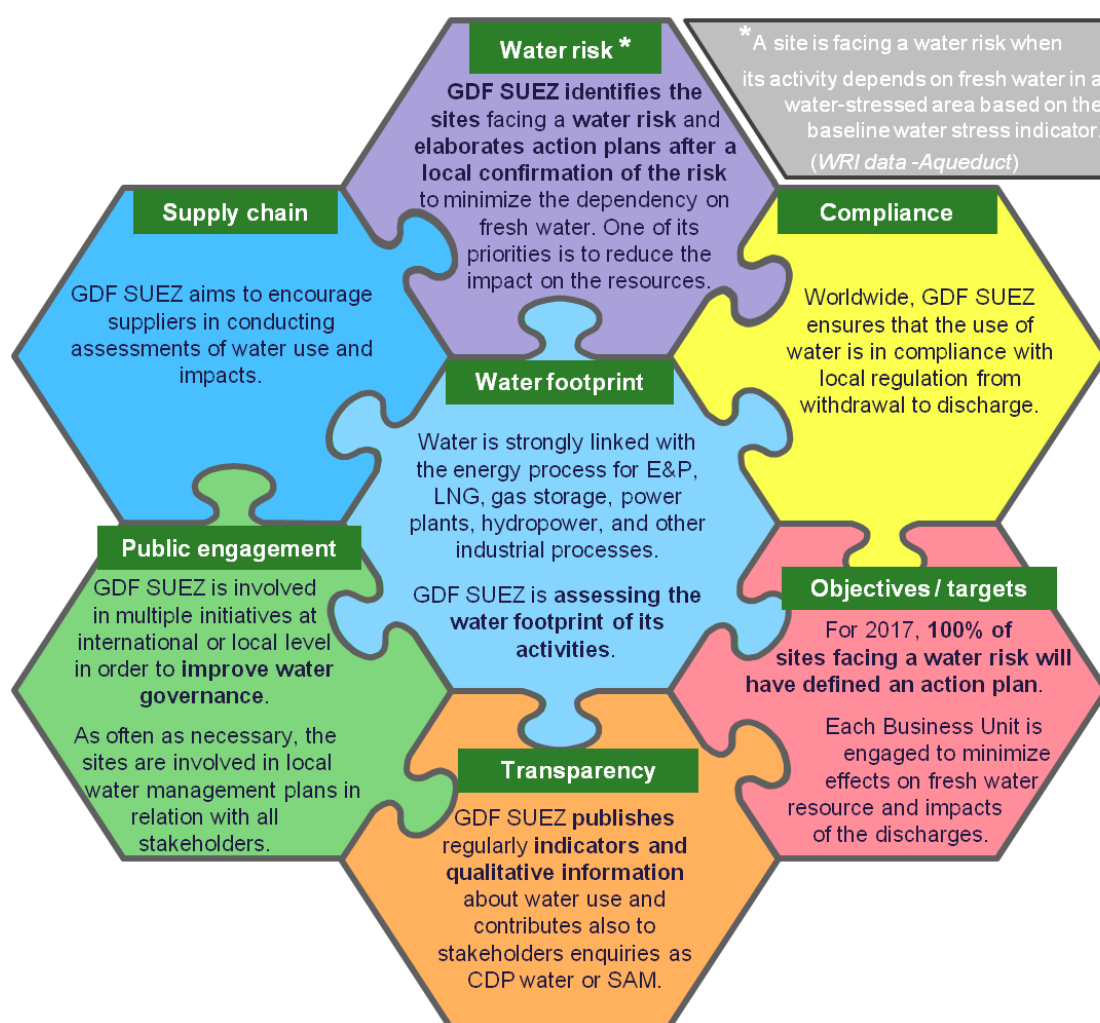 Water risk *
GDF SUEZ identifies the
sites facing a water risk and
elaborates action plans after a
local confirmation of the risk
to minimize the dependency on
fresh water. One of its
priorities is to reduce the
impact on the resources.
*A site is facing a water risk when
its activity depends on fresh water in a
water-stressed area based on the
baseline water stress indicator.
(WRI data -Aqueduct)
Supply chain
GDF SUEZ aims to encourage
suppliers in conducting
assessments of water use and
impacts.
Compliance
Worldwide, GDF SUEZ
ensures that the use of
water is in compliance with
local regulation from
withdrawal to discharge.
Water footprint
Water is strongly linked with
the energy process for E&P,
LNG, gas storage, power
plants, hydropower, and other
industrial processes.
GDF SUEZ is assessing the
water footprint of its
activities.
Public engagement
GDF SUEZ is involved
in multiple initiatives at
international or local level
in order to improve water
governance.
As often as necessary, the
sites are involved in local
water management plans in
relation with all
stakeholders.
Objectives / targets
For 2017, 100% of
sites facing a water risk will
have defined an action plan.
Each Business Unit is
engaged to minimize
effects on fresh water
resource and impacts
of the discharges.
Transparency
GDF SUEZ publishes
regularly indicators and
qualitative information
about water use and
contributes also to
stakeholders enquiries as
CDP water or SAM.